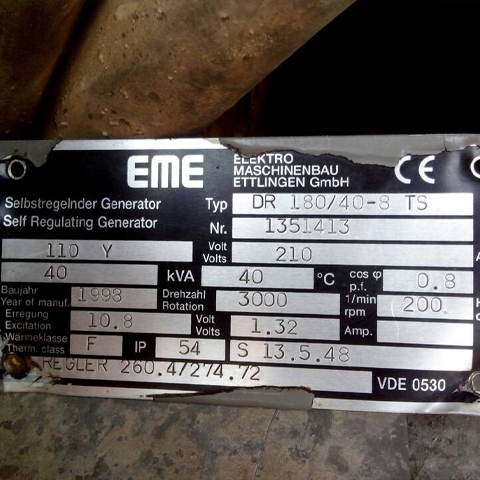 EME ELEKTRO
MASCHINENBAU
ETTLINGEN GmbH
CE
Selbstregelnder Generator Typ DR 180/40-8 TS
Self Regulating Generator Nr. 1351413
110 Y Volt Volts 210 A
40 kVA 40 °C cos φ p.f. 0.8
Baujahr Year of manuf. 1998 Drehzahl Rotation 3000 1/min rpm 200 H
Erregung Excitation 10.8 Volt Volts 1.32 Amp.
Wärmeklasse Therm. class F IP 54 S 13.5.48
REGLER 260.4/274.72 VDE 0530